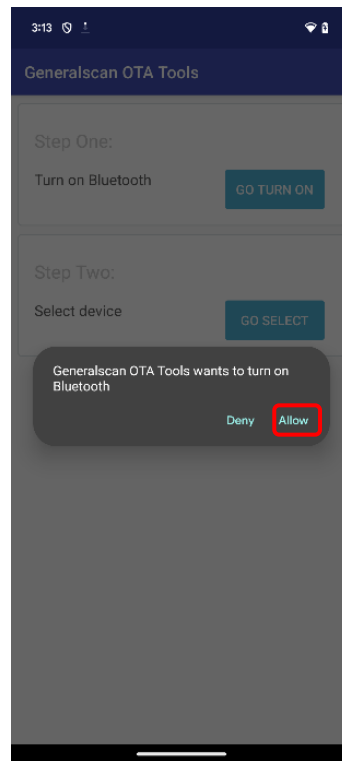 3:13
Generalscan OTA Tools
Step One:
Turn on Bluetooth
GO TURN ON
Step Two:
Select device
GO SELECT
Generalscan OTA Tools wants to turn on
Bluetooth
Deny Allow